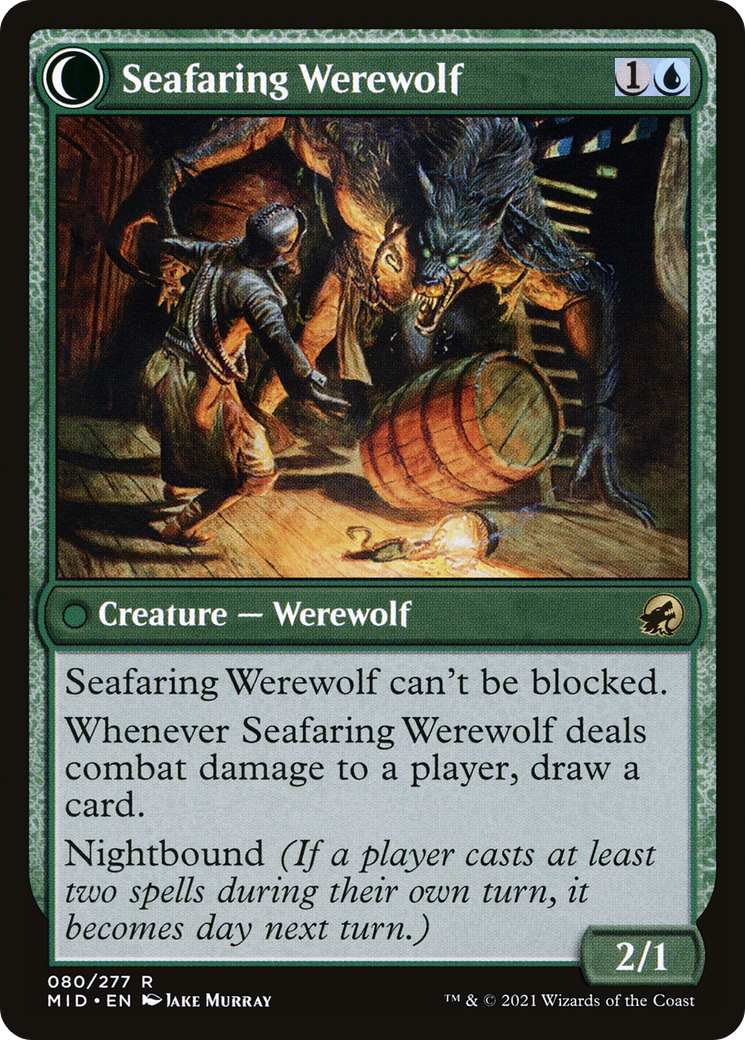 Seafaring Werewolf 1
Creature — Werewolf
Seafaring Werewolf can't be blocked.
Whenever Seafaring Werewolf deals
combat damage to a player, draw a
card.
Nightbound (If a player casts at least
two spells during their own turn, it
becomes day next turn.)
2/1
080/277 R
MID • EN Jake Murray ™ & © 2021 Wizards of the Coast